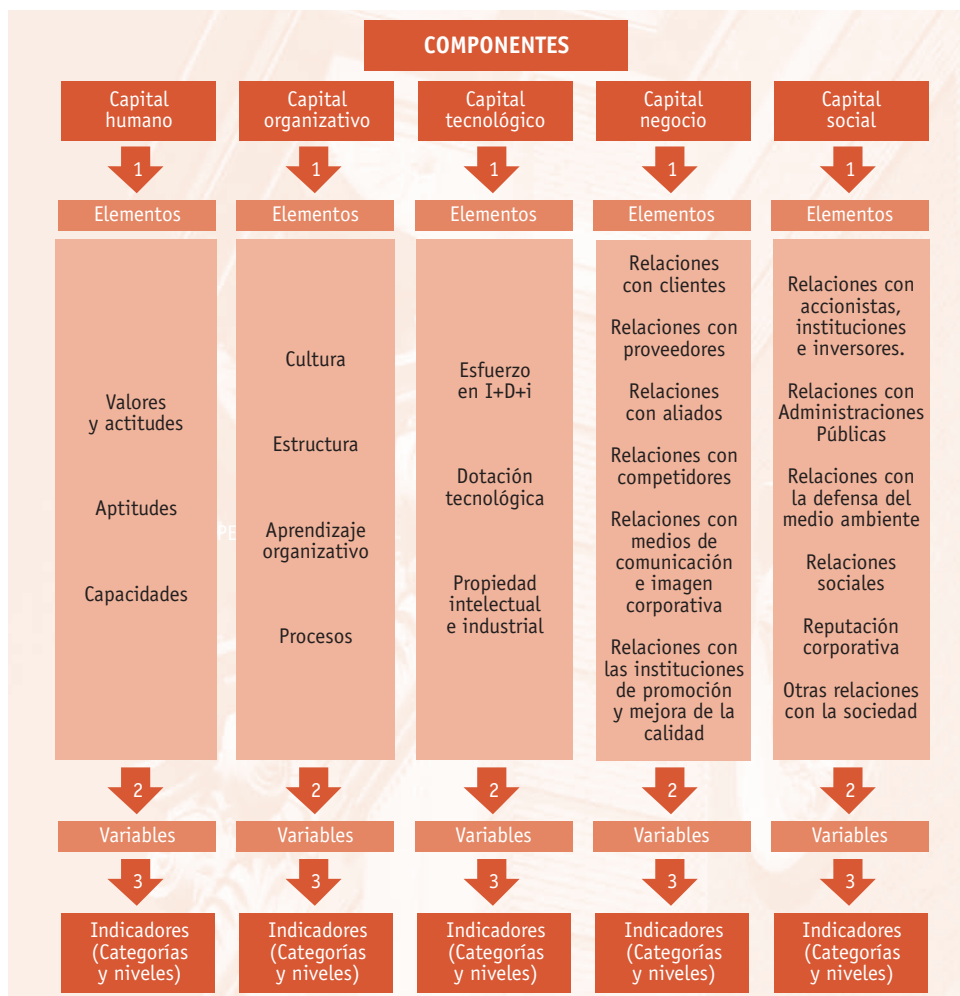 COMPONENTES
Capital
humano
Capital
organizativo
Capital
tecnológico
Capital
negocio
Capital
social
1
1
1
1
1
Elementos
Elementos
Elementos
Elementos
Elementos
Valores
y actitudes
Aptitudes
Capacidades
Cultura
Estructura
Aprendizaje
organizativo
Procesos
Esfuerzo
en I+D+i
Dotación
tecnológica
Propiedad
intelectual
e industrial
Relaciones
con clientes
Relaciones con
proveedores
Relaciones
con aliados
Relaciones con
competidores
Relaciones con
medios de
comunicación
e imagen
corporativa
Relaciones con
las instituciones
de promoción
y mejora de la
calidad
Relaciones con
accionistas,
instituciones
e inversores.
Relaciones con
Administraciones
Públicas
Relaciones con
la defensa del
medio ambiente
Relaciones
sociales
Reputación
corporativa
Otras relaciones
con la sociedad
2
2
2
2
2
Variables
Variables
Variables
Variables
Variables
3
3
3
3
3
Indicadores
(Categorías
y niveles)
Indicadores
(Categorías
y niveles)
Indicadores
(Categorías
y niveles)
Indicadores
(Categorías
y niveles)
Indicadores
(Categorías
y niveles)